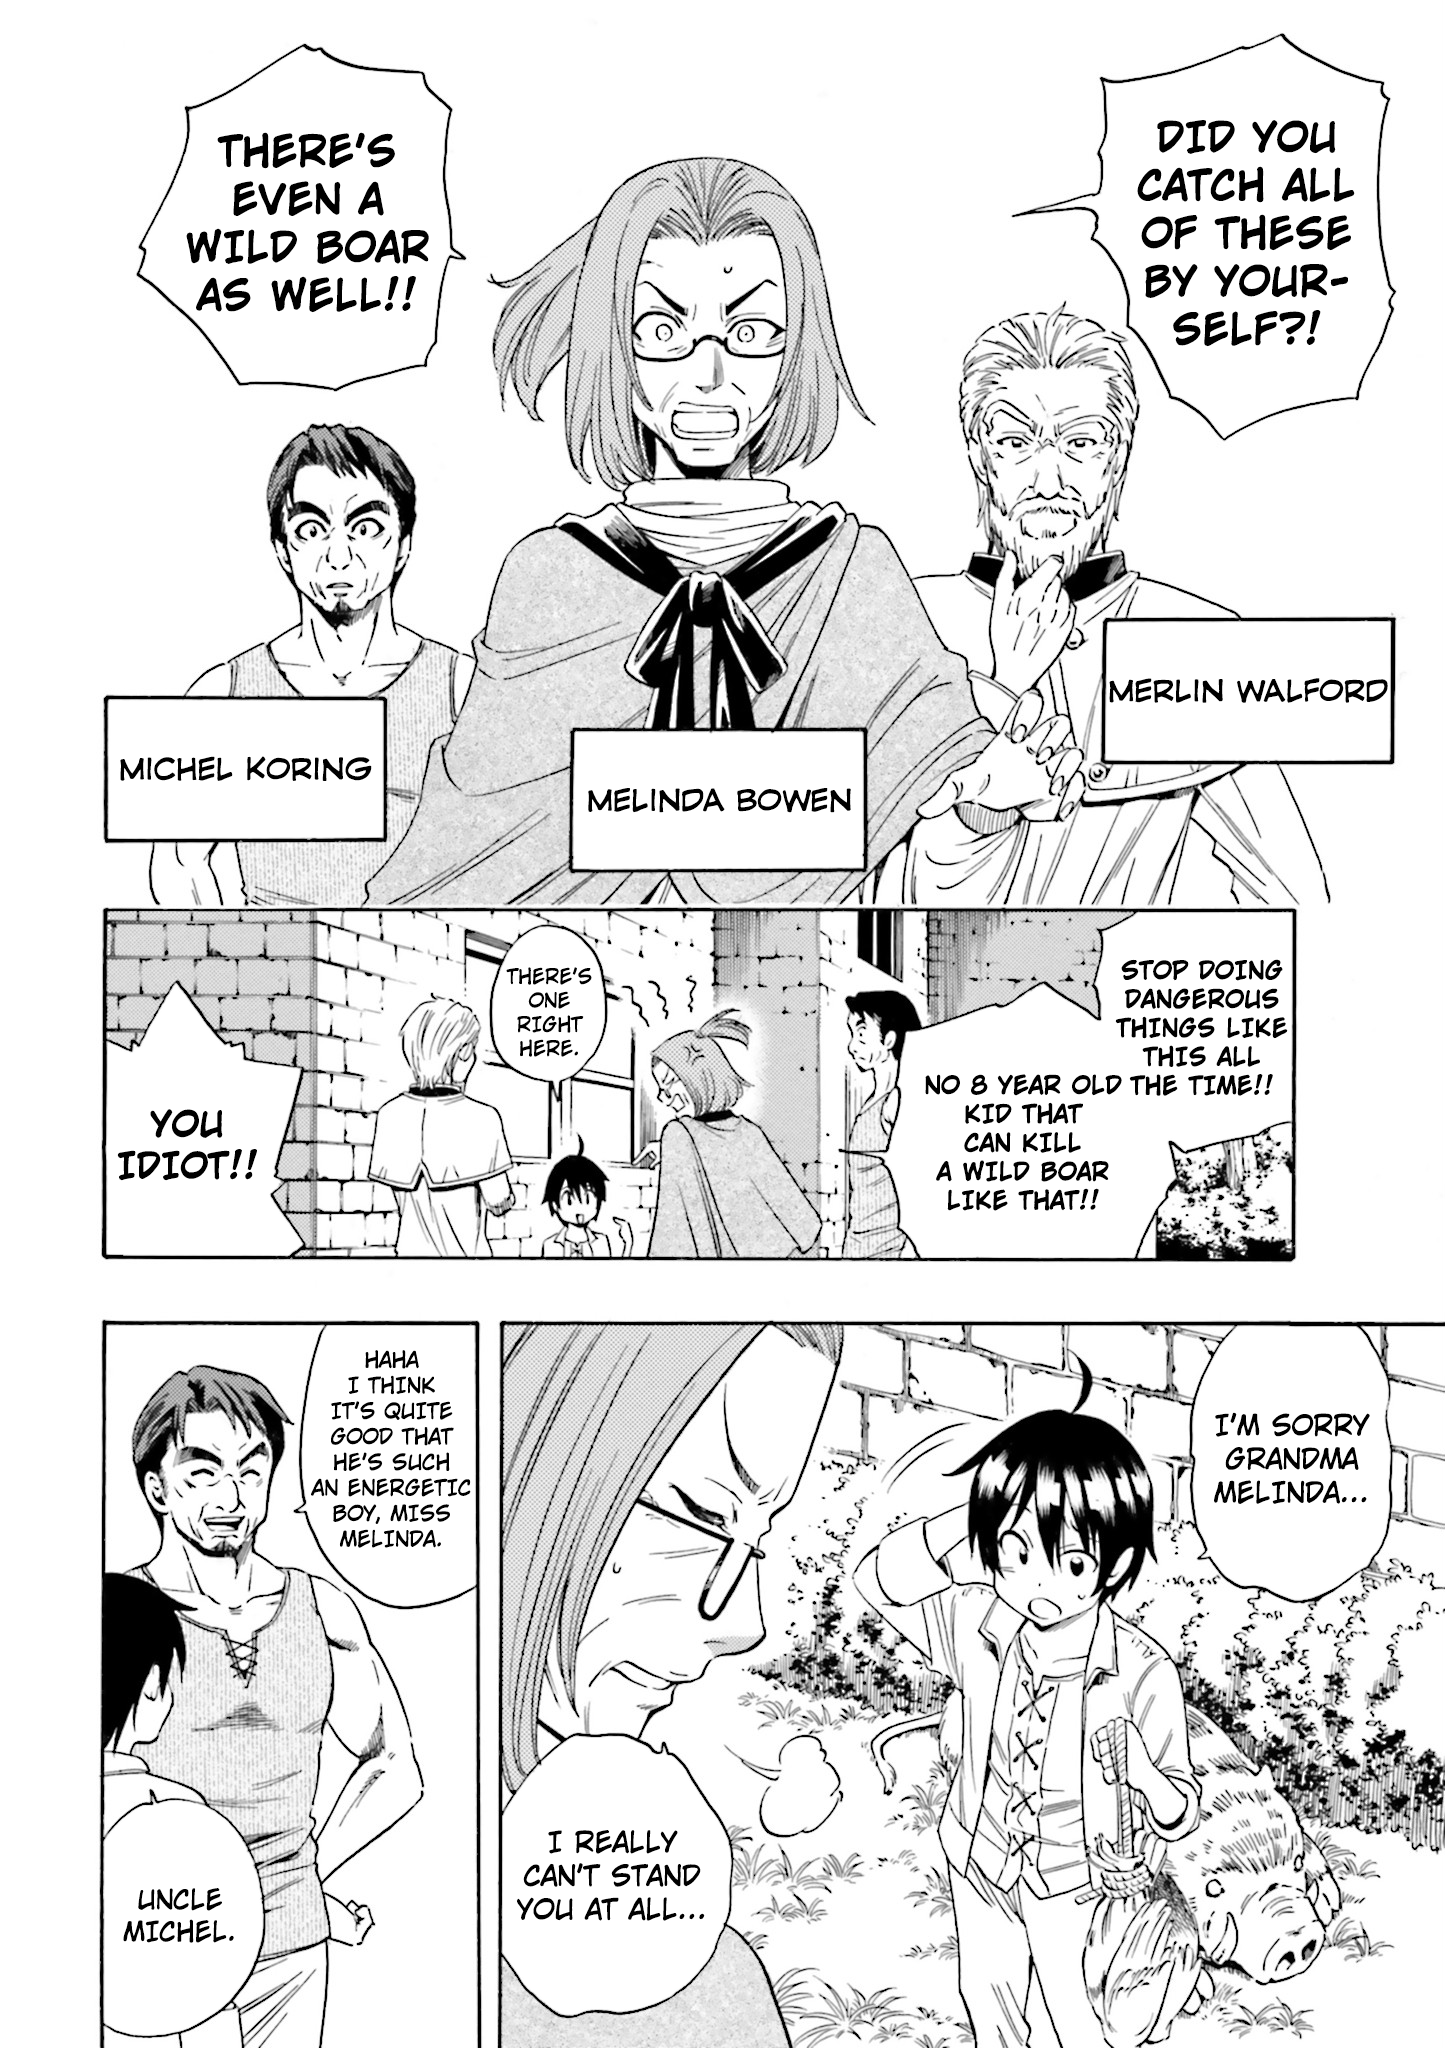 DID YOU
CATCH ALL
OF THESE
BY YOUR-
SELF?!
THERE'S
EVEN A
WILD BOAR
AS WELL!!
MERLIN WALFORD
MELINDA BOWEN
MICHEL KORING
STOP DOING
DANGEROUS
THINGS LIKE
THIS ALL
THE TIME!!
NO 8 YEAR OLD
KID THAT
CAN KILL
A WILD BOAR
LIKE THAT!!
THERE'S
ONE
RIGHT
HERE.
YOU
IDIOT!!
I'M SORRY
GRANDMA
MELINDA...
I REALLY
CAN'T STAND
YOU AT ALL...
HAHA
I THINK
IT'S QUITE
GOOD THAT
HE'S SUCH
AN ENERGETIC
BOY, MISS
MELINDA.
UNCLE
MICHEL.